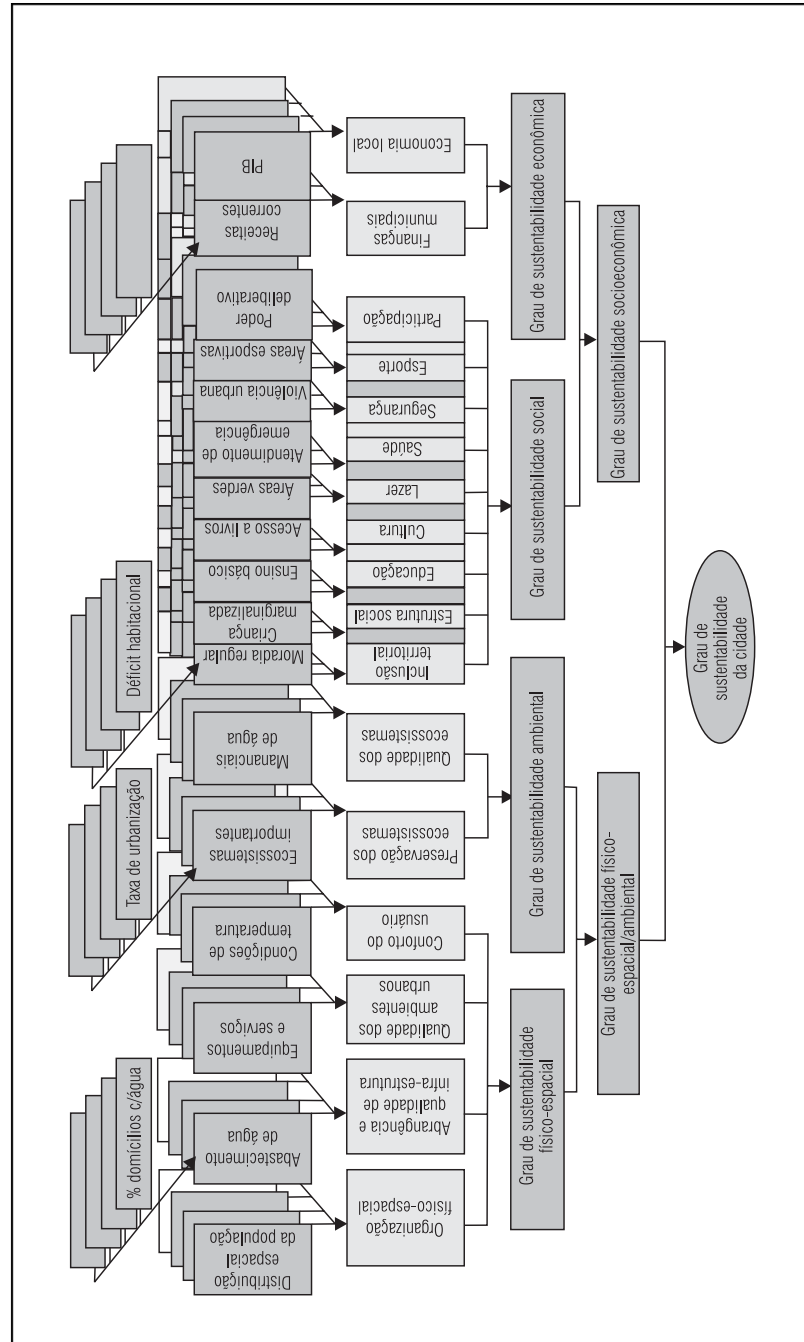 % domicílios c/água
Taxa de urbanização
Déficit habitacional
Distribuição
espacial
da população
Abastecimento
de água
Equipamentos
e serviços
Condições de
temperatura
Ecossistemas
importantes
Mananciais
de água
Moradia regular
Criança
marginalizada
Ensino básico
Acesso a livros
Áreas verdes
Atendimento de
emergência
Violência urbana
Áreas esportivas
Poder
deliberativo
Receitas
correntes
PIB
Organização
físico-espacial
Abrangência e
qualidade de
infra-estrutura
Qualidade dos
ambientes
urbanos
Conforto do
usuário
Preservação dos
ecossistemas
Qualidade dos
ecossistemas
Inclusão
territorial
Estrutura social
Educação
Cultura
Lazer
Saúde
Segurança
Esporte
Participação
Finanças
municipais
Economia local
Grau de sustentabilidade
físico-espacial
Grau de sustentabilidade ambiental
Grau de sustentabilidade social
Grau de sustentabilidade econômica
Grau de sustentabilidade físico-
espacial/ambiental
Grau de sustentabilidade socioeconômica
Grau de
sustentabilidade
da cidade